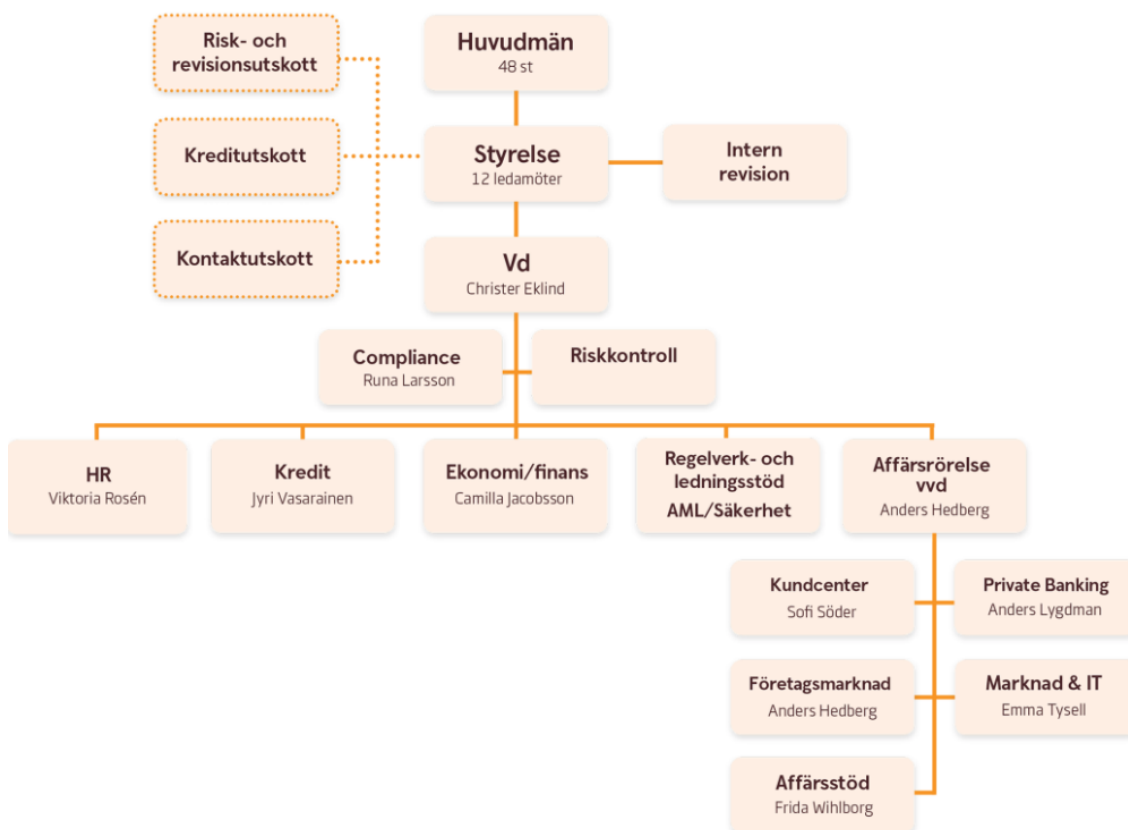 Risk- och
revisionsutskott
Huvudmän
48 st
Kreditutskott
Styrelse
12 ledamöter
Intern
revision
Kontaktutskott
Vd
Christer Eklind
Compliance
Runa Larsson
Riskkontroll
HR
Viktoria Rosén
Kredit
Jyri Vasarainen
Ekonomi/finans
Camilla Jacobsson
Regelverk- och
ledningsstöd
AML/Säkerhet
Affärsrörelse
vvd
Anders Hedberg
Kundcenter
Sofi Söder
Private Banking
Anders Lygdman
Företagsmarknad
Anders Hedberg
Marknad & IT
Emma Tysell
Affärsstöd
Frida Wihlborg